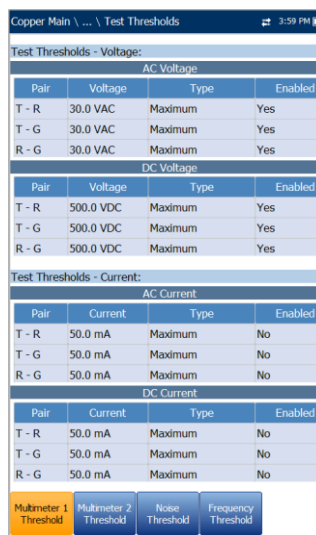 Copper Main \ ... \ Test Thresholds 3:59 PM
Test Thresholds - Voltage:
AC Voltage
Pair Voltage Type Enabled
T - R 30.0 VAC Maximum Yes
T - G 30.0 VAC Maximum Yes
R - G 30.0 VAC Maximum Yes
DC Voltage
Pair Voltage Type Enabled
T - R 500.0 VDC Maximum Yes
T - G 500.0 VDC Maximum Yes
R - G 500.0 VDC Maximum Yes
Test Thresholds - Current:
AC Current
Pair Current Type Enabled
T - R 50.0 mA Maximum No
T - G 50.0 mA Maximum No
R - G 50.0 mA Maximum No
DC Current
Pair Current Type Enabled
T - R 50.0 mA Maximum No
T - G 50.0 mA Maximum No
R - G 50.0 mA Maximum No
Multimeter 1 Multimeter 2 Noise Frequency
Threshold Threshold Threshold Threshold